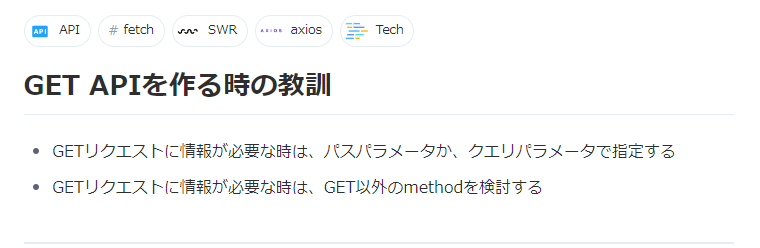 API # fetch SWR AXIOS axios Tech
GET APIを作る時の教訓
GETリクエストに情報が必要な時は、パスパラメータか、クエリパラメータで指定する
GETリクエストに情報が必要な時は、GET以外のmethodを検討する